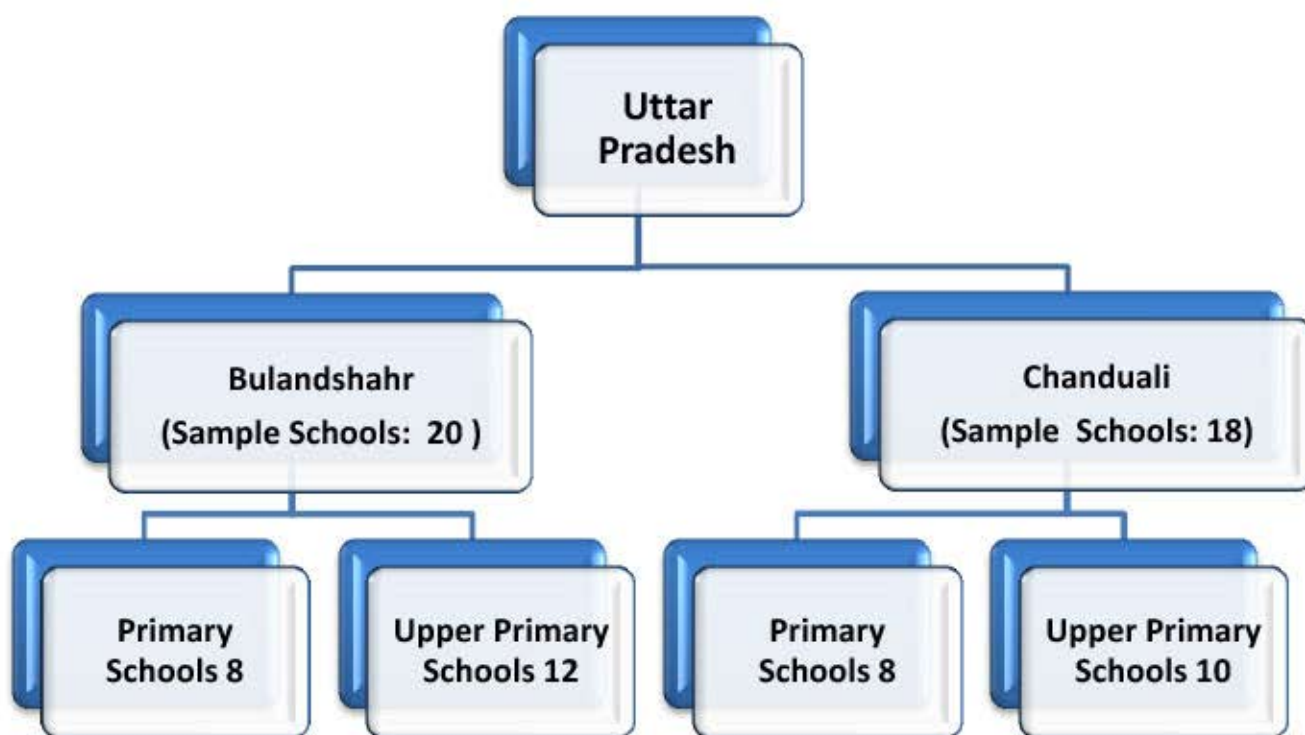 Uttar
Pradesh
Bulandshahr
(Sample Schools: 20 )
Chanduali
(Sample Schools: 18)
Primary
Schools 8
Upper Primary
Schools 12
Primary
Schools 8
Upper Primary
Schools 10